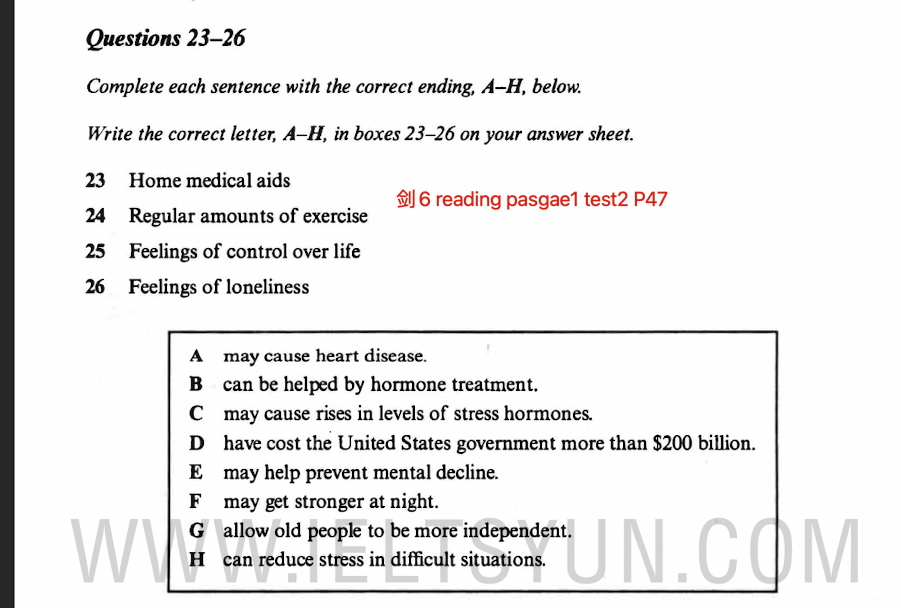 Questions 23–26
Complete each sentence with the correct ending, A–H, below.
Write the correct letter, A–H, in boxes 23–26 on your answer sheet.
23 Home medical aids
剑6 reading pasgae1 test2 P47
24 Regular amounts of exercise
25 Feelings of control over life
26 Feelings of loneliness
A may cause heart disease.
B can be helped by hormone treatment.
C may cause rises in levels of stress hormones.
D have cost the United States government more than $200 billion.
E may help prevent mental decline.
F may get stronger at night.
G allow old people to be more independent.
H can reduce stress in difficult situations.
WWW.IELTSYUN.COM